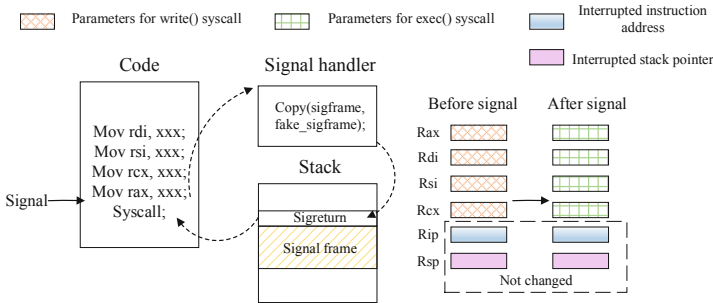 Parameters for write() syscall
Parameters for exec() syscall
Interrupted instruction
address
Interrupted stack pointer
Code
Signal handler
Mov rdi, xxx;
Mov rsi, xxx;
Mov rcx, xxx;
Mov rax, xxx;
Syscall;
Signal
Copy(sigframe,
fake_sigframe);
Stack
Sigreturn
Signal frame
Before signal
After signal
Rax
Rdi
Rsi
Rcx
Rip
Rsp
Not changed